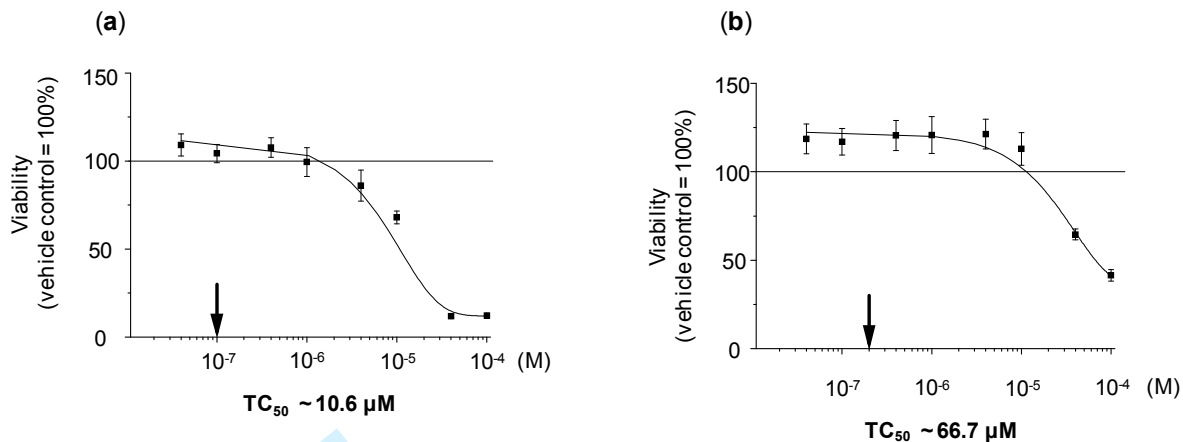 (a)
Viability
(vehicle control = 100%)
150
100
50
0
10⁻⁷ 10⁻⁶ 10⁻⁵ 10⁻⁴ (M)
TC₅₀ ~ 10.6 µM
(b)
Viability
(vehicle control = 100%)
150
100
50
0
10⁻⁷ 10⁻⁶ 10⁻⁵ 10⁻⁴ (M)
TC₅₀ ~ 66.7 µM